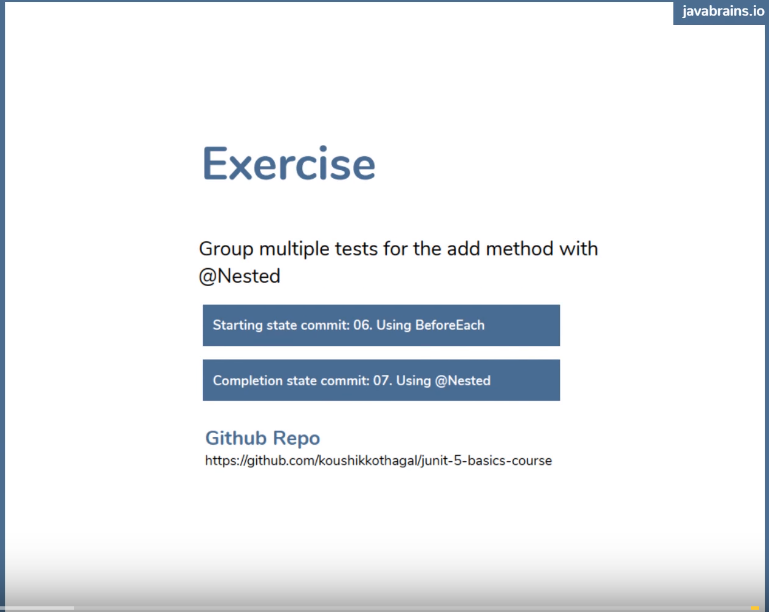 javabrains.io
Exercise
Group multiple tests for the add method with
@Nested
Starting state commit: 06. Using BeforeEach
Completion state commit: 07. Using @Nested
Github Repo
https://github.com/koushikkothagal/junit-5-basics-course